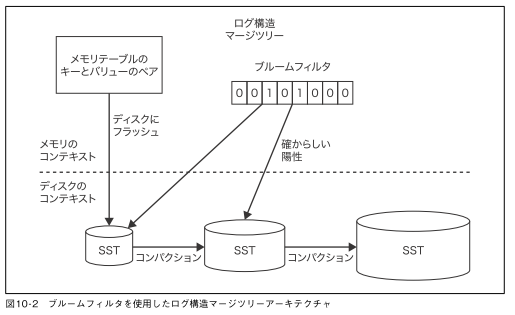 ログ構造
マージツリー
メモリテーブルの
キーとバリューのペア
ブルームフィルタ
0 0 1 0 1 0 0 0
ディスクに
フラッシュ
確からしい
陽性
メモリの
コンテキスト
ディスクの
コンテキスト
SST
コンパクション
SST
コンパクション
SST
図10-2 ブルームフィルタを使用したログ構造マージツリーアーキテクチャ